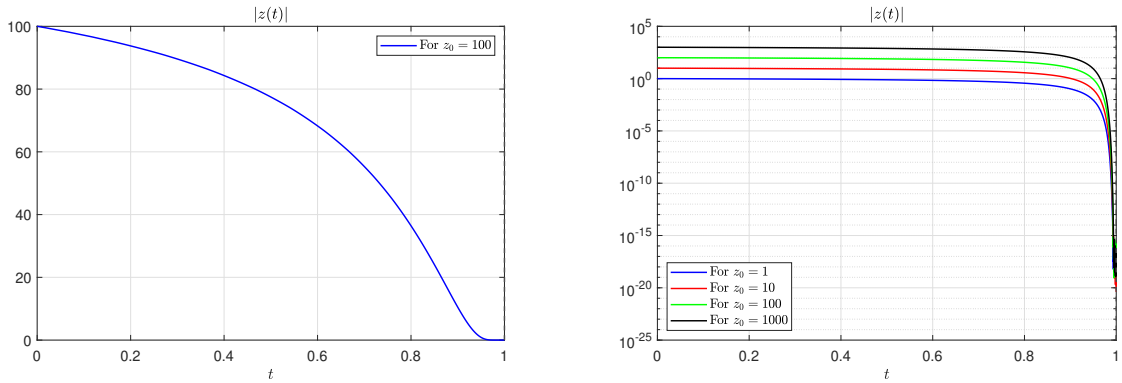 |z(t)|
100
80
60
40
20
0
0 0.2 0.4 0.6 0.8 1
t
For z₀ = 100
|z(t)|
10⁵
10⁰
10⁻⁵
10⁻¹⁰
10⁻¹⁵
10⁻²⁰
10⁻²⁵
0 0.2 0.4 0.6 0.8 1
t
For z₀ = 1
For z₀ = 10
For z₀ = 100
For z₀ = 1000